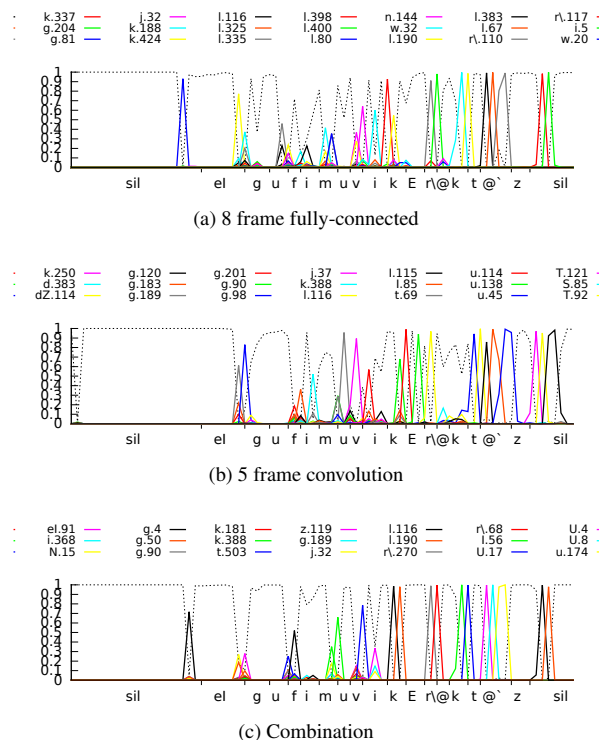 k.337 j.32 l.116 l.398 n.144 l.383 r\.117
g.204 k.188 l.325 l.400 w.32 l.67 i.5
g.81 k.424 l.335 l.80 l.190 r\.110 w.20
1
0.9
0.8
0.7
0.6
0.5
0.4
0.3
0.2
0.1
0
sil el g u f i m u v i k E r\@ k t @` z sil
(a) 8 frame fully-connected
k.250 g.120 g.201 j.37 l.115 u.114 T.121
d.383 g.183 g.90 k.388 l.85 u.138 S.85
dZ.114 g.189 g.98 l.116 t.69 u.45 T.92
1
0.9
0.8
0.7
0.6
0.5
0.4
0.3
0.2
0.1
0
sil el g u f i m u v i k E r\@ k t @` z sil
(b) 5 frame convolution
el.91 g.4 k.181 z.119 l.116 r\.68 U.4
i.368 g.50 k.388 g.189 l.190 l.56 U.8
N.15 g.90 t.503 j.32 r\.270 U.17 u.174
1
0.9
0.8
0.7
0.6
0.5
0.4
0.3
0.2
0.1
0
sil el g u f i m u v i k E r\@ k t @` z sil
(c) Combination